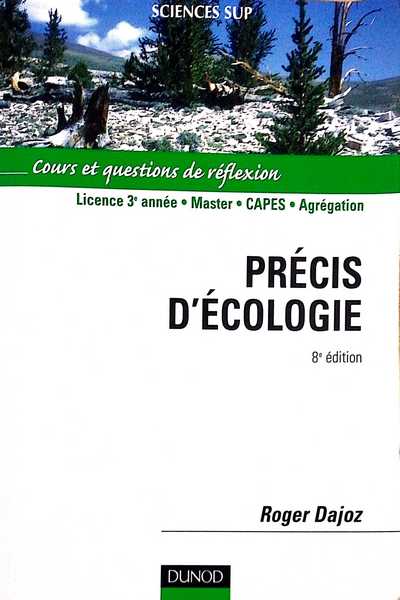 SCIENCES SUP
Cours et questions de réflexion
Licence 3e année • Master • CAPES • Agrégation
PRÉCIS
D'ÉCOLOGIE
8e édition
Roger Dajoz
DUNOD